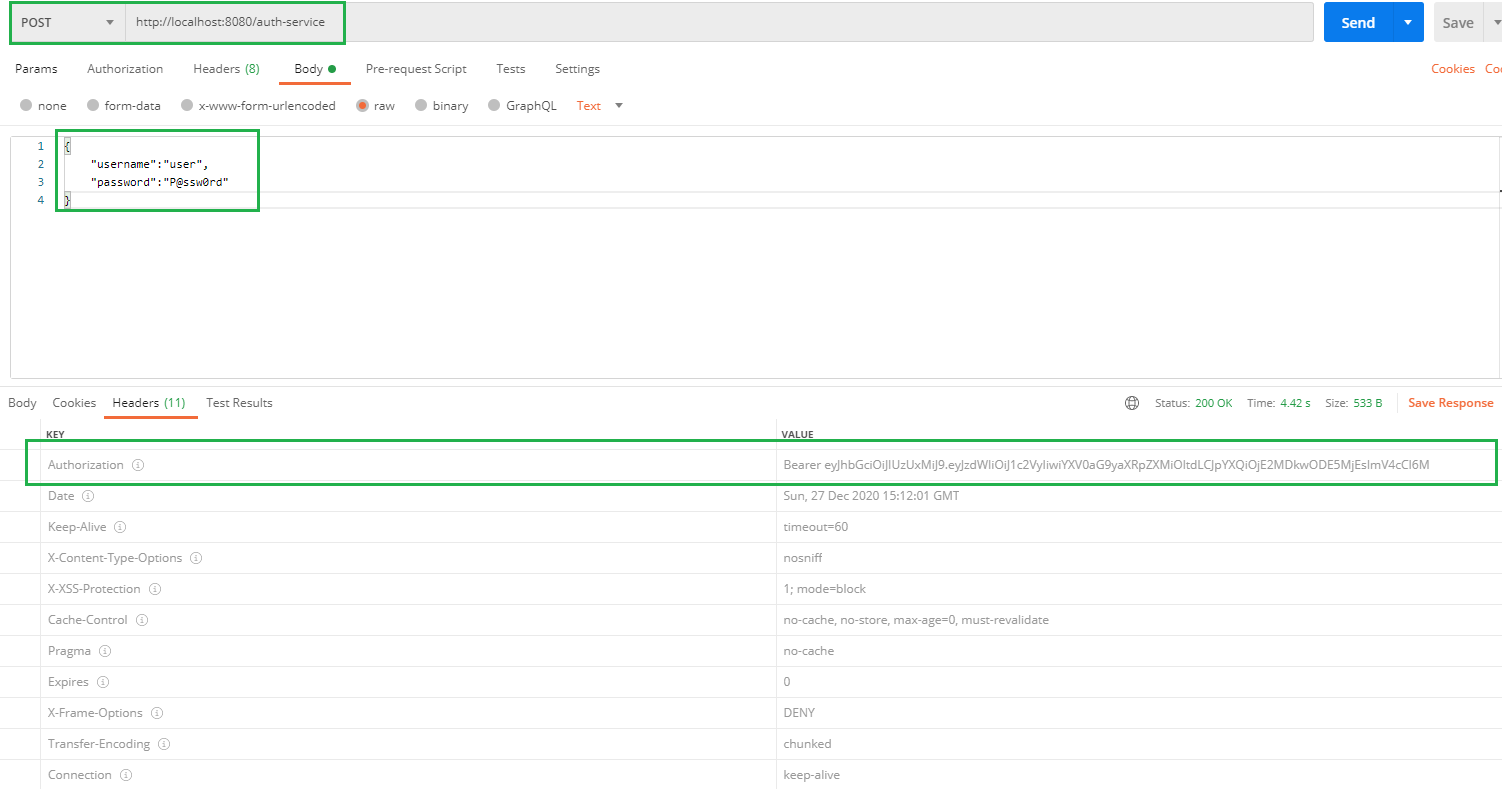 POST http://localhost:8080/auth-service Send Save
Params Authorization Headers (8) Body Pre-request Script Tests Settings Cookies
none form-data x-www-form-urlencoded raw binary GraphQL Text
1 {
2 "username":"user",
3 "password":"P@ssw0rd"
4 }
Body Cookies Headers (11) Test Results Status: 200 OK Time: 4.42 s Size: 533 B Save Response
KEY VALUE
Authorization Bearer eyJhbGciOiJIUzUxMiJ9.eyJzdWIiOiJ1c2VyIiwiYXV0aG9yaXRpZXMiOltdLCJpYXQiOjE2MDkwODE5MjEsImV4cCI6M
Date Sun, 27 Dec 2020 15:12:01 GMT
Keep-Alive timeout=60
X-Content-Type-Options nosniff
X-XSS-Protection 1; mode=block
Cache-Control no-cache, no-store, max-age=0, must-revalidate
Pragma no-cache
Expires 0
X-Frame-Options DENY
Transfer-Encoding chunked
Connection keep-alive